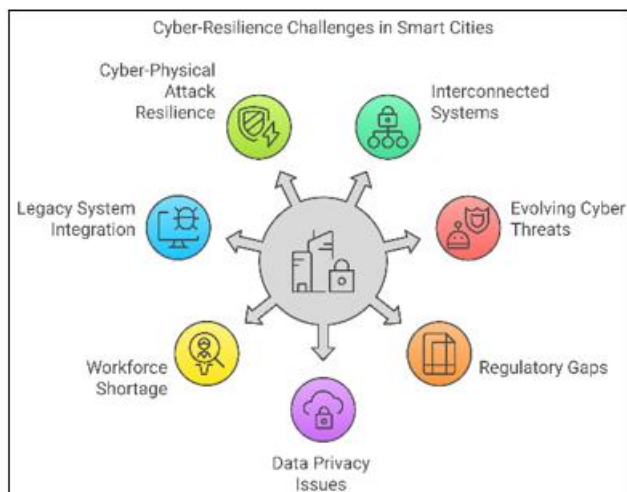 Cyber-Resilience Challenges in Smart Cities
Cyber-Physical
Attack
Resilience
Interconnected
Systems
Legacy System
Integration
Evolving Cyber
Threats
Workforce
Shortage
Regulatory Gaps
Data Privacy
Issues